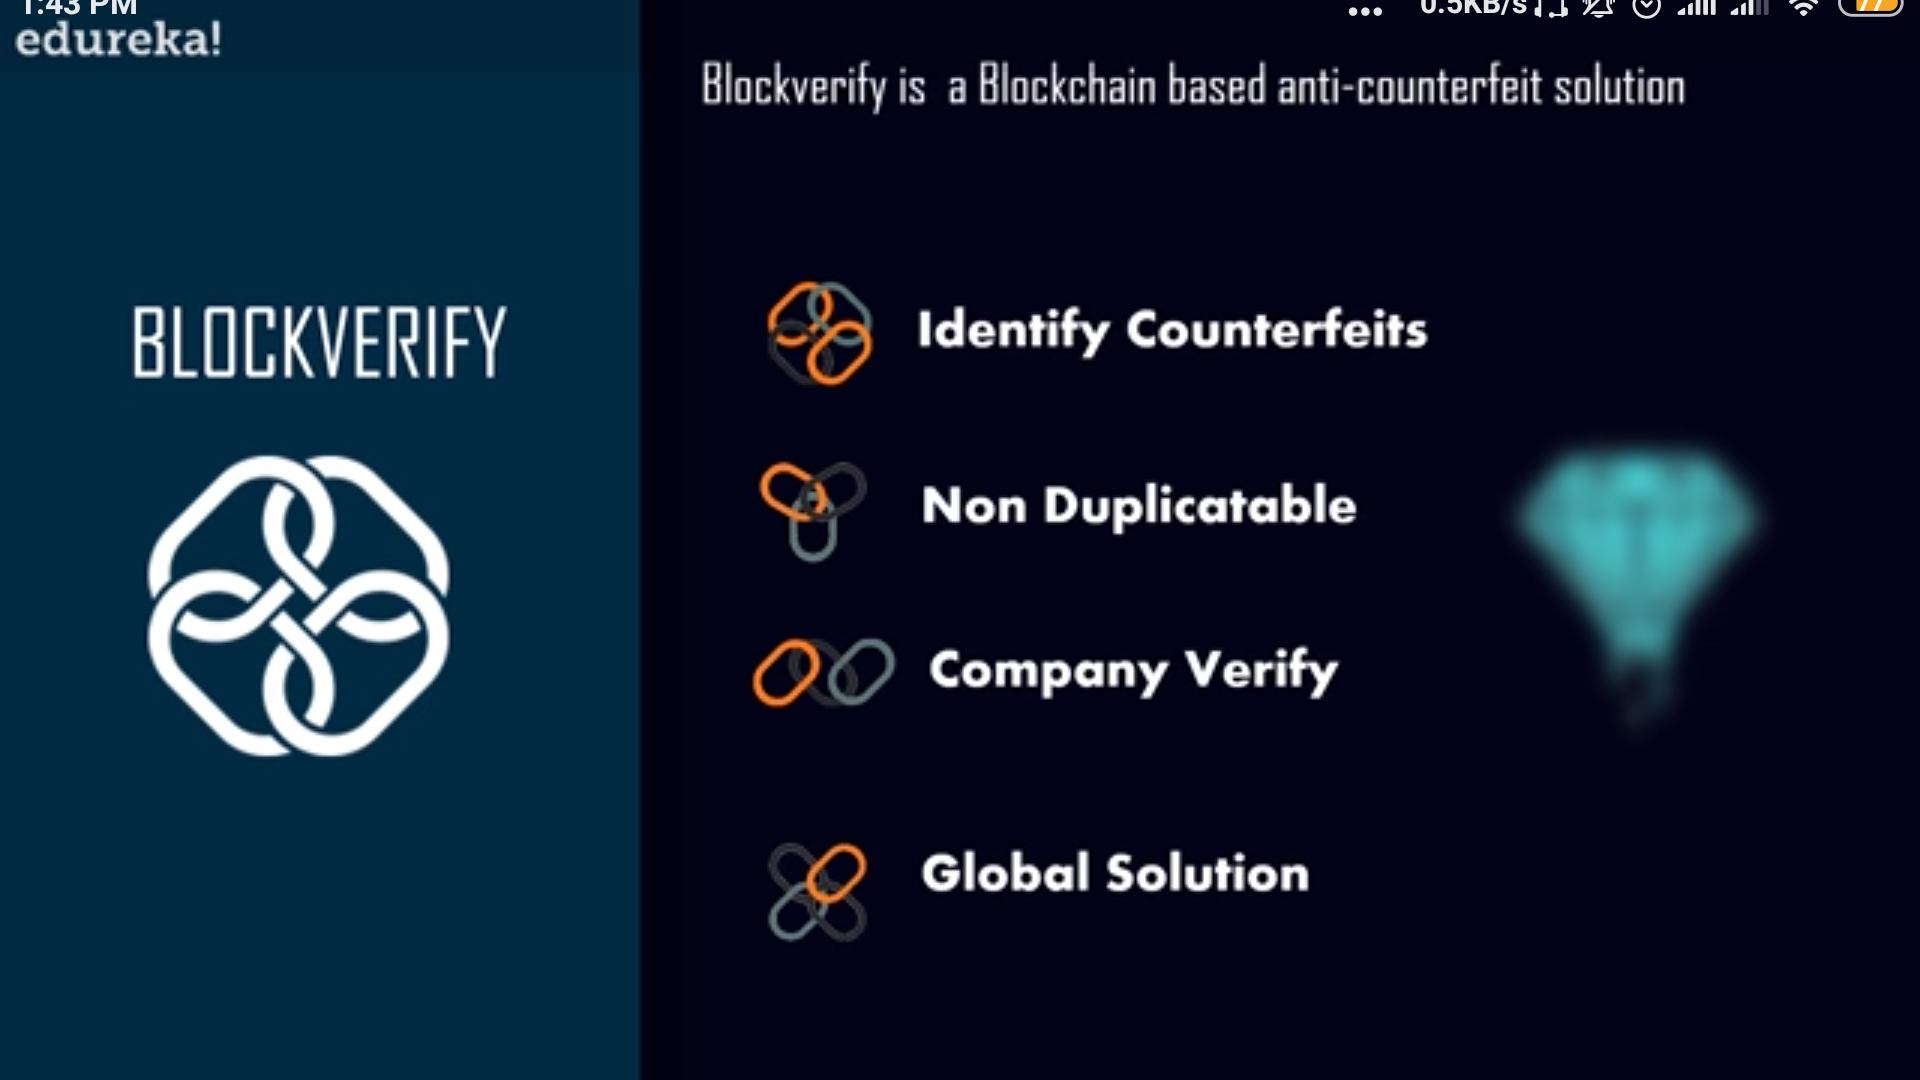 1:43 PM
0.5KB/s
77
edureka!
Blockverify is a Blockchain based anti-counterfeit solution
BLOCKVERIFY
Identify Counterfeits
Non Duplicatable
Company Verify
Global Solution